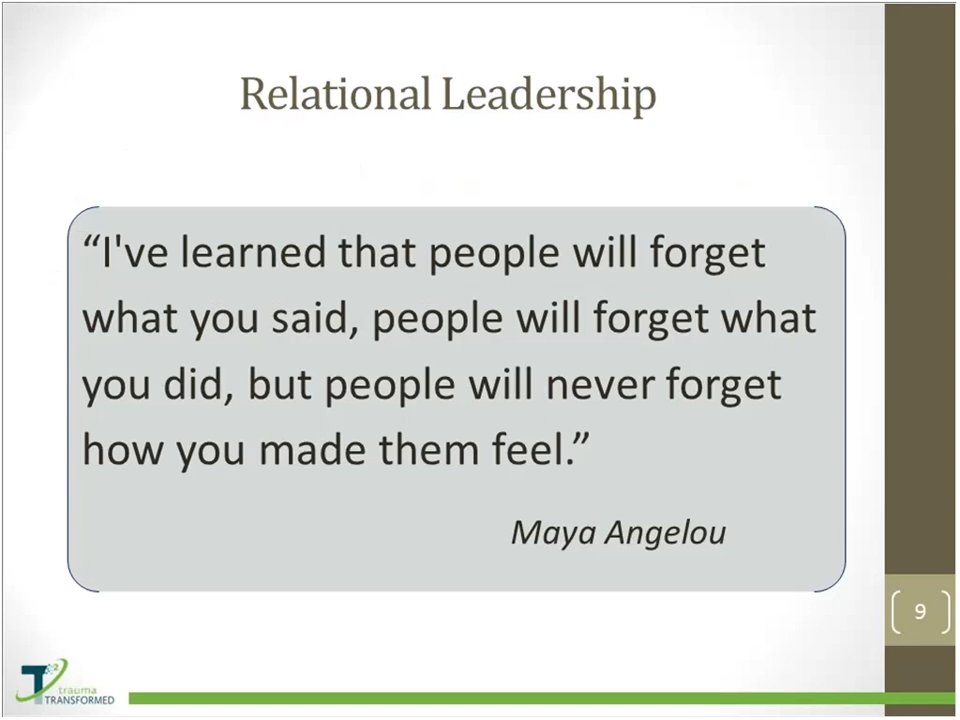 Relational Leadership
“I've learned that people will forget
what you said, people will forget what
you did, but people will never forget
how you made them feel.”
Maya Angelou
9
trauma
TRANSFORMED